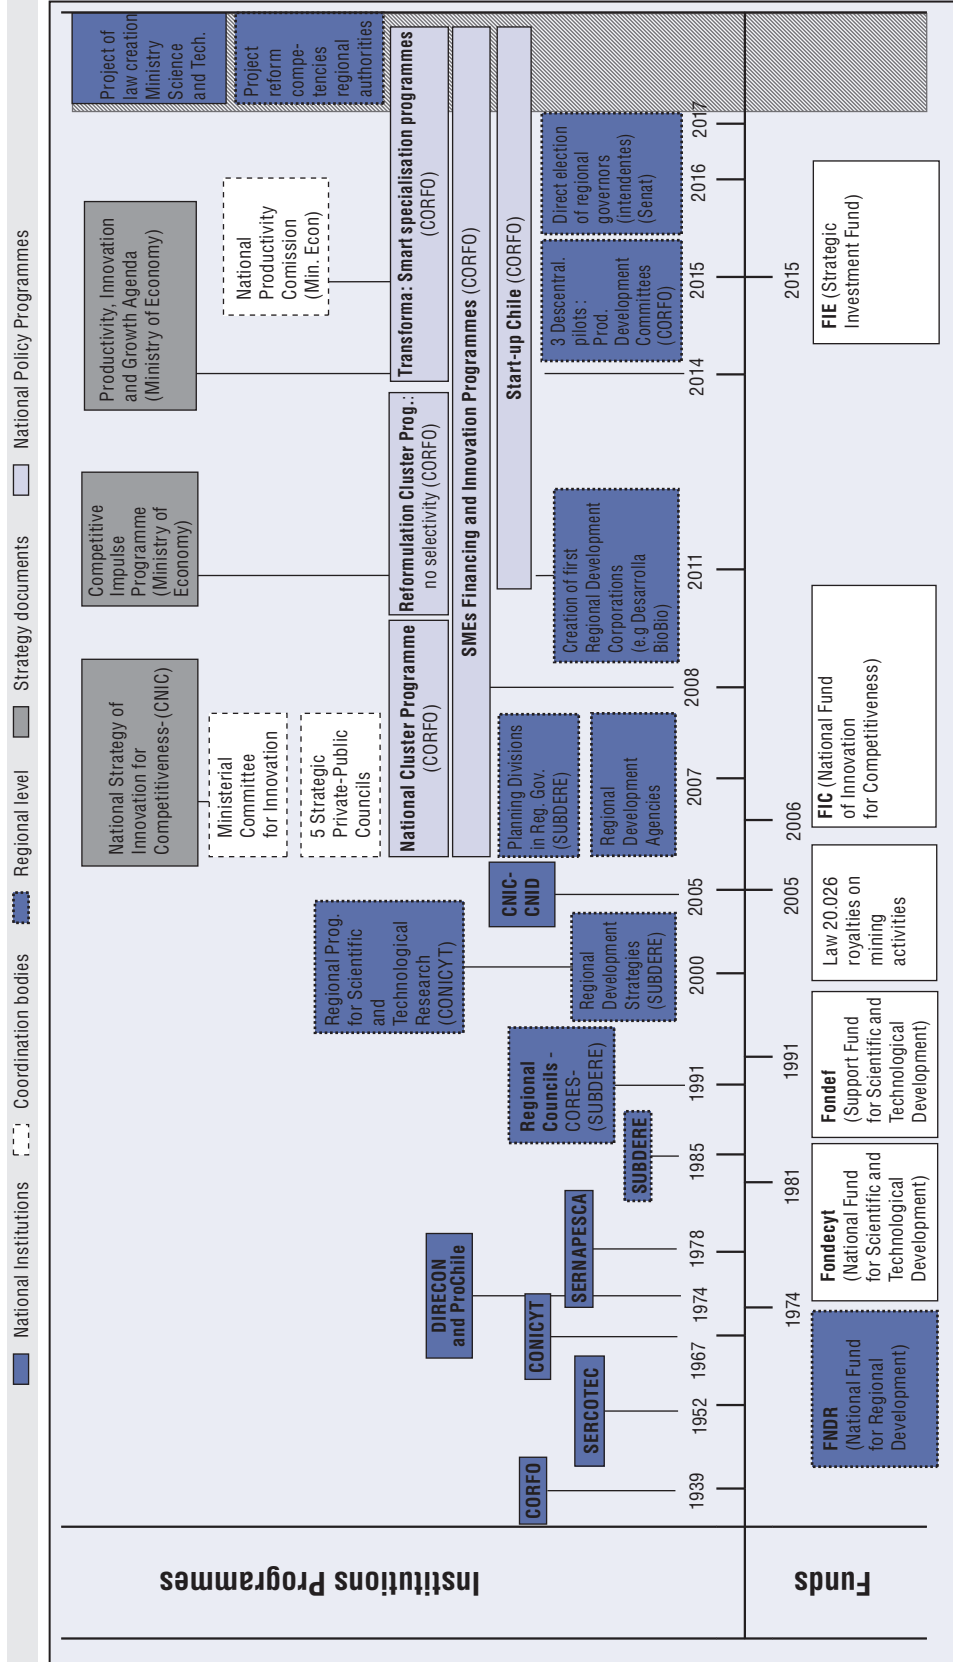 National Institutions
Coordination bodies
Regional level
Strategy documents
National Policy Programmes
Institutions Programmes
CORFO
SERCOTEC
CONICYT
DIRECON
and ProChile
SERNAPESCA
SUBDERE
Regional
Councils -
CORES-
(SUBDERE)
Regional Prog.
for Scientific
and
Technological
Research
(CONICYT)
Regional
Development
Strategies
(SUBDERE)
CNIC-
CNID
National Strategy of
Innovation for
Competitiveness-(CNIC)
Ministerial
Committee
for Innovation
5 Strategic
Private-Public
Councils
National Cluster Programme
(CORFO)
SMEs Financing and Innovation Programmes (CORFO)
Planning Divisions
in Reg. Gov.
(SUBDERE)
Regional
Development
Agencies
Competitive
Impulse
Programme
(Ministry of
Economy)
Reformulation Cluster Prog.:
no selectivity (CORFO)
Start-up Chile (CORFO)
Creation of first
Regional Development
Corporations
(e.g Desarrolla
BioBio)
Productivity, Innovation
and Growth Agenda
(Ministry of Economy)
National
Productivity
Comission
(Min. Econ)
Transforma: Smart specialisation programmes
(CORFO)
3 Descentral.
pilots :
Prod.
Development
Committees
(CORFO)
Direct election
of regional
governors
(intendentes)
(Senat)
Project of
law creation
Ministry
Science
and Tech.
Project
reform
compe-
tencies
regional
authorities
1939
1952
1967
1974
1978
1985
1991
2000
2005
2007
2008
2011
2014
2015
2016
2017
Funds
1974
1981
1991
2005
2006
2015
FNDR
(National Fund
for Regional
Development)
Fondecyt
(National Fund
for Scientific and
Technological
Development)
Fondef
(Support Fund
for Scientific and
Technological
Development)
Law 20.026
royalties on
mining
activities
FIC (National Fund
of Innovation
for Competitiveness)
FIE (Strategic
Investment Fund)